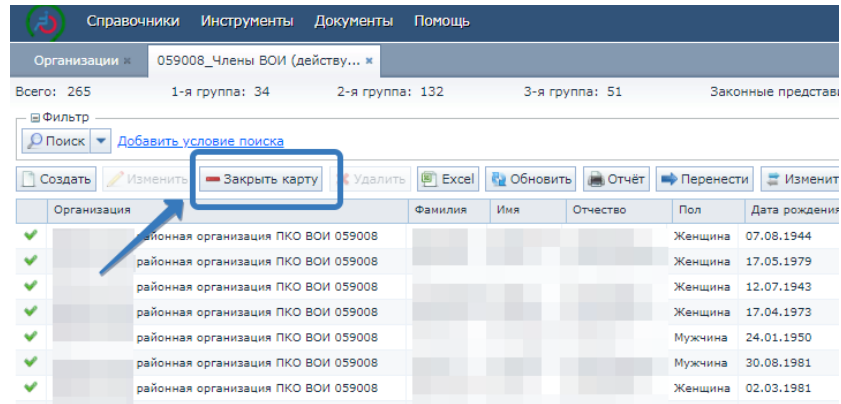 Справочники Инструменты Документы Помощь
Организации × 059008_Члены ВОИ (действу... ×
Всего: 265 1-я группа: 34 2-я группа: 132 3-я группа: 51 Законные представи
Фильтр
Поиск Добавить условие поиска
Создать Изменить Закрыть карту Удалить Excel Обновить Отчёт Перенести Изменит
Организация Фамилия Имя Отчество Пол Дата рождения
районная организация ПКО ВОИ 059008 Женщина 07.08.1944
районная организация ПКО ВОИ 059008 Женщина 17.05.1979
районная организация ПКО ВОИ 059008 Женщина 12.07.1943
районная организация ПКО ВОИ 059008 Женщина 17.04.1973
районная организация ПКО ВОИ 059008 Мужчина 24.01.1950
районная организация ПКО ВОИ 059008 Мужчина 30.08.1981
районная организация ПКО ВОИ 059008 Женщина 02.03.1981